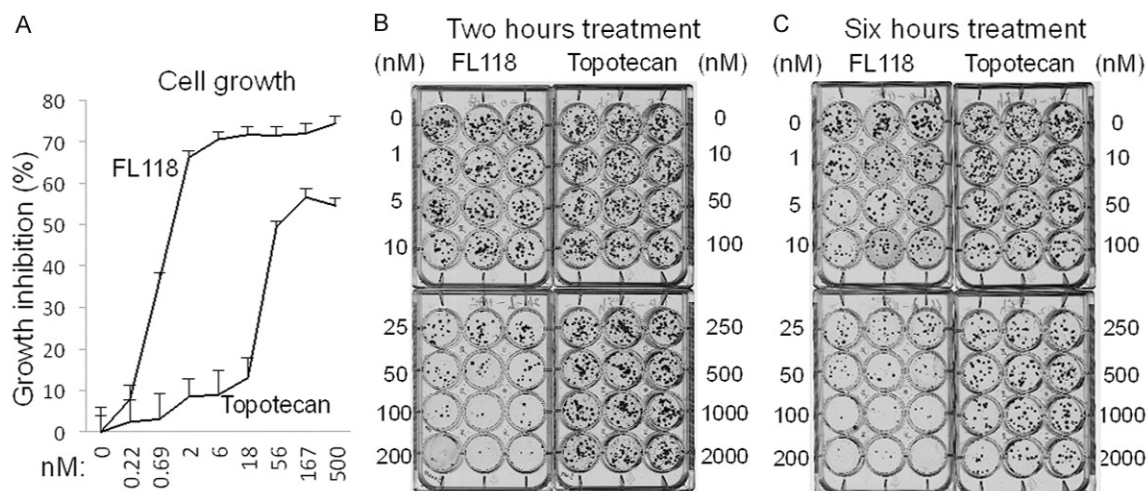 A
Cell growth
Growth inhibition (%)
80
70
60
50
40
30
20
10
0
FL118
Topotecan
nM:
0
0.22
0.69
2
6
18
56
167
500
B
Two hours treatment
(nM) FL118 Topotecan (nM)
0 0
1 10
5 50
10 100
25 250
50 500
100 1000
200 2000
C
Six hours treatment
(nM) FL118 Topotecan (nM)
0 0
1 10
5 50
10 100
25 250
50 500
100 1000
200 2000